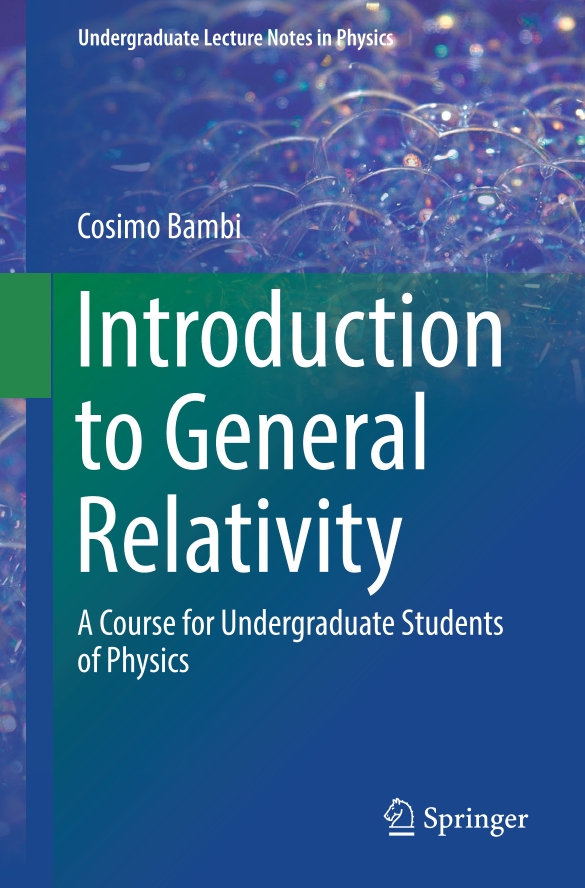 Undergraduate Lecture Notes in Physics
Cosimo Bambi
Introduction
to General
Relativity
A Course for Undergraduate Students
of Physics
Springer